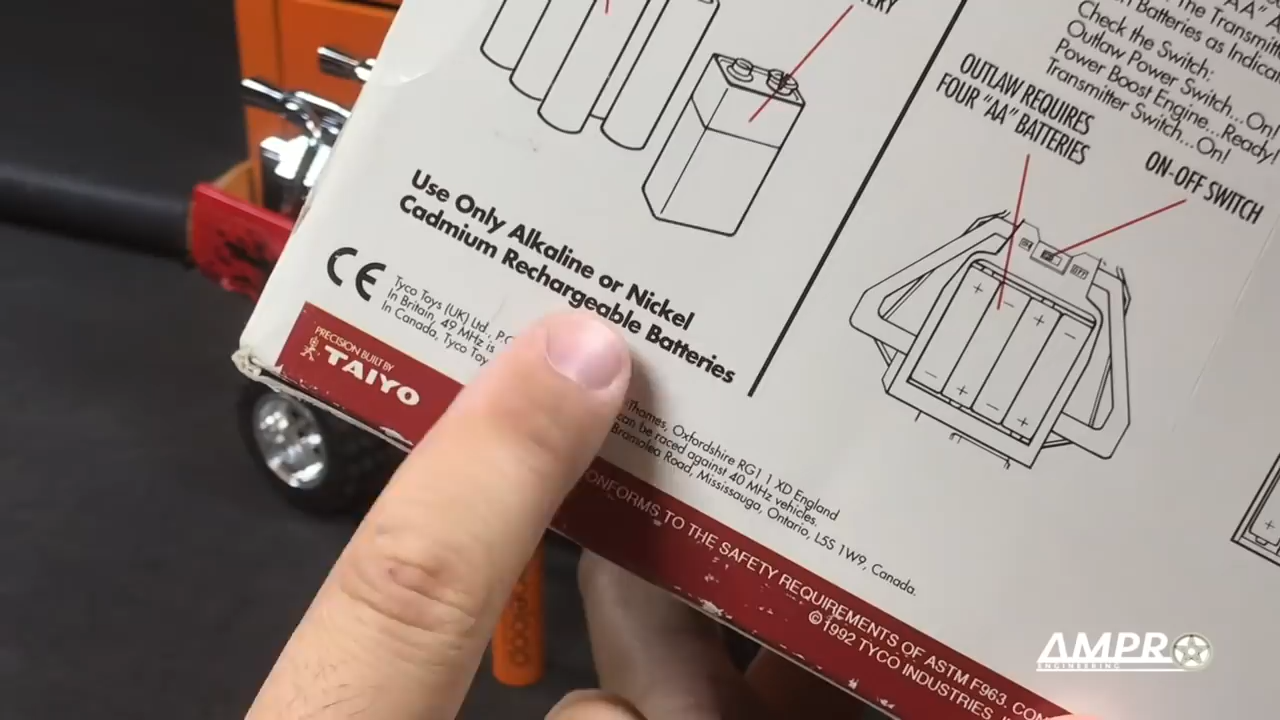 Use Only Alkaline or Nickel
Cadmium Rechargeable Batteries
CE
Tyco Toys (UK) Ltd., P.O.
In Britain, 49 MHz is
In Canada, Tyco Toy
Thames, Oxfordshire RG1 1 XD England
can be raced against 40 MHz vehicles.
Bramalea Road, Mississauga, Ontario, L5S 1W9, Canada.
PRECISION BUILT BY
TAIYO
CONFORMS TO THE SAFETY REQUIREMENTS OF ASTM F963.
©1992 TYCO INDUSTRIES,
OUTLAW REQUIRES
FOUR "AA" BATTERIES
ON-OFF SWITCH
"AA"
The Transmitter
Batteries as Indicat
Check the Switch:
Outlaw Power Switch...On!
Power Boost Engine...Ready!
Transmitter Switch...On!
AMPRO
ENGINEERING